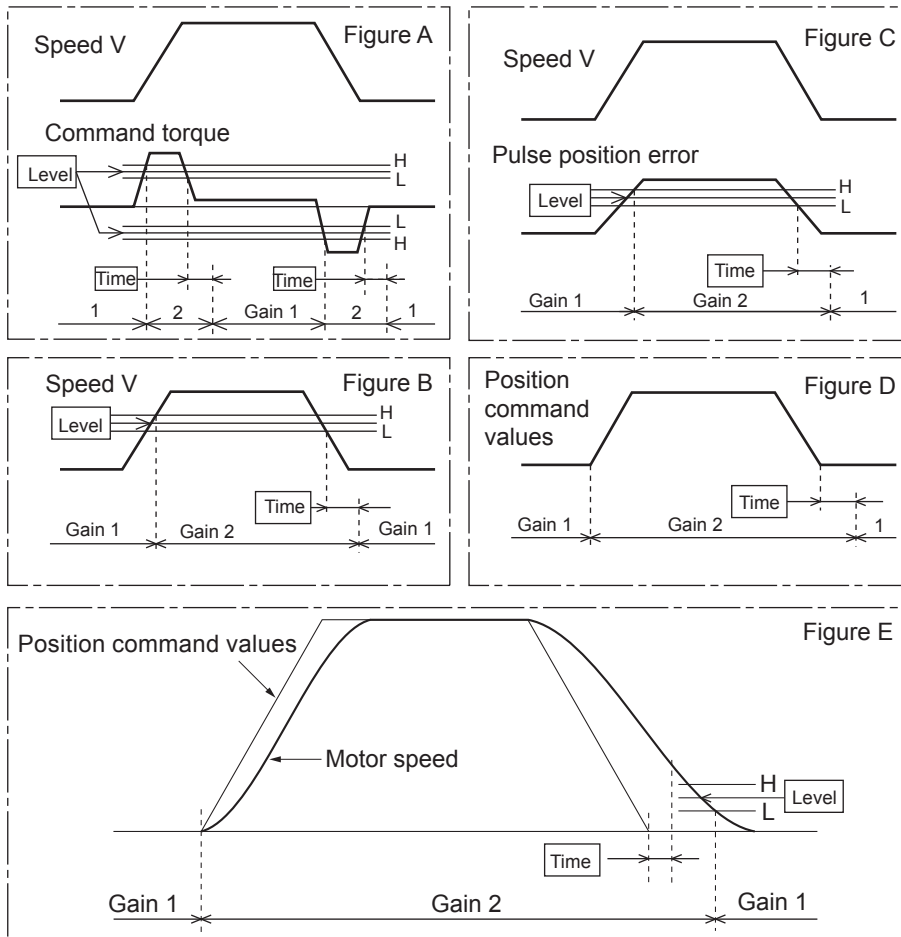 Figure A
Speed V
Command torque
Level
H
L
L
H
Time
Time
1
2
Gain 1
2
1
Figure C
Speed V
Pulse position error
Level
H
L
Time
Gain 1
Gain 2
1
Figure B
Speed V
Level
H
L
Time
Gain 1
Gain 2
Gain 1
Figure D
Position
command
values
Time
Gain 1
Gain 2
1
Figure E
Position command values
Motor speed
H
Level
L
Time
Gain 1
Gain 2
Gain 1